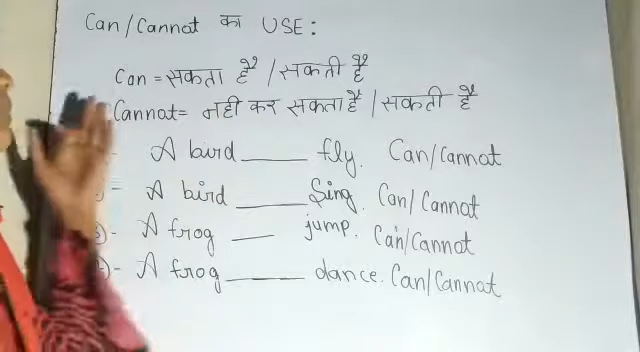 Can/Cannot का USE:
Can = सकता है / सकती है
Cannot = नही कर सकता है / सकती है
- A bird ____ fly. Can/Cannot
- A bird ____ Sing. Can/Cannot
3)- A frog ____ jump. Can/Cannot
)- A frog ____ dance. Can/Cannot